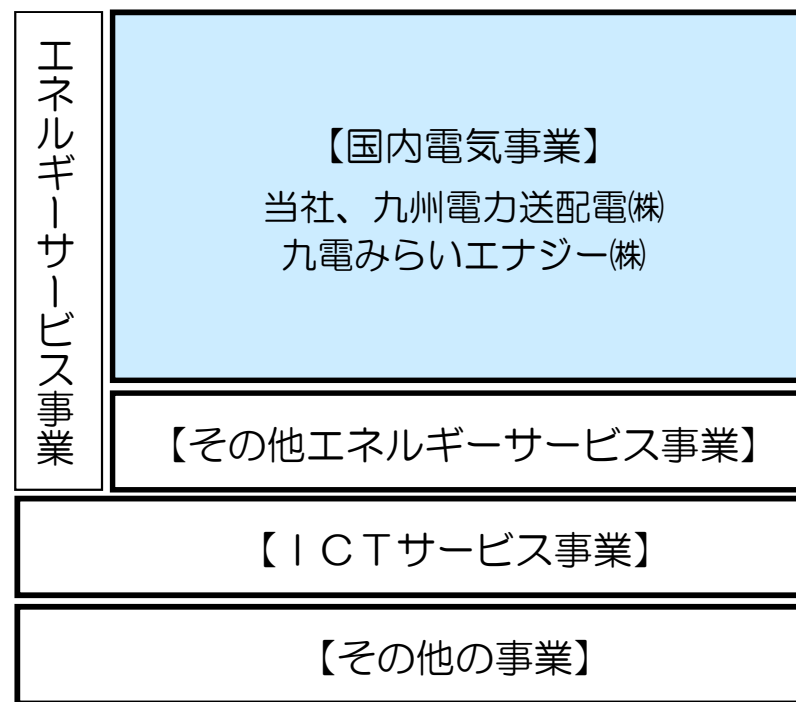 エネルギーサービス事業
【国内電気事業】
当社、九州電力送配電㈱
九電みらいエナジー㈱
【その他エネルギーサービス事業】
【ＩＣＴサービス事業】
【その他の事業】